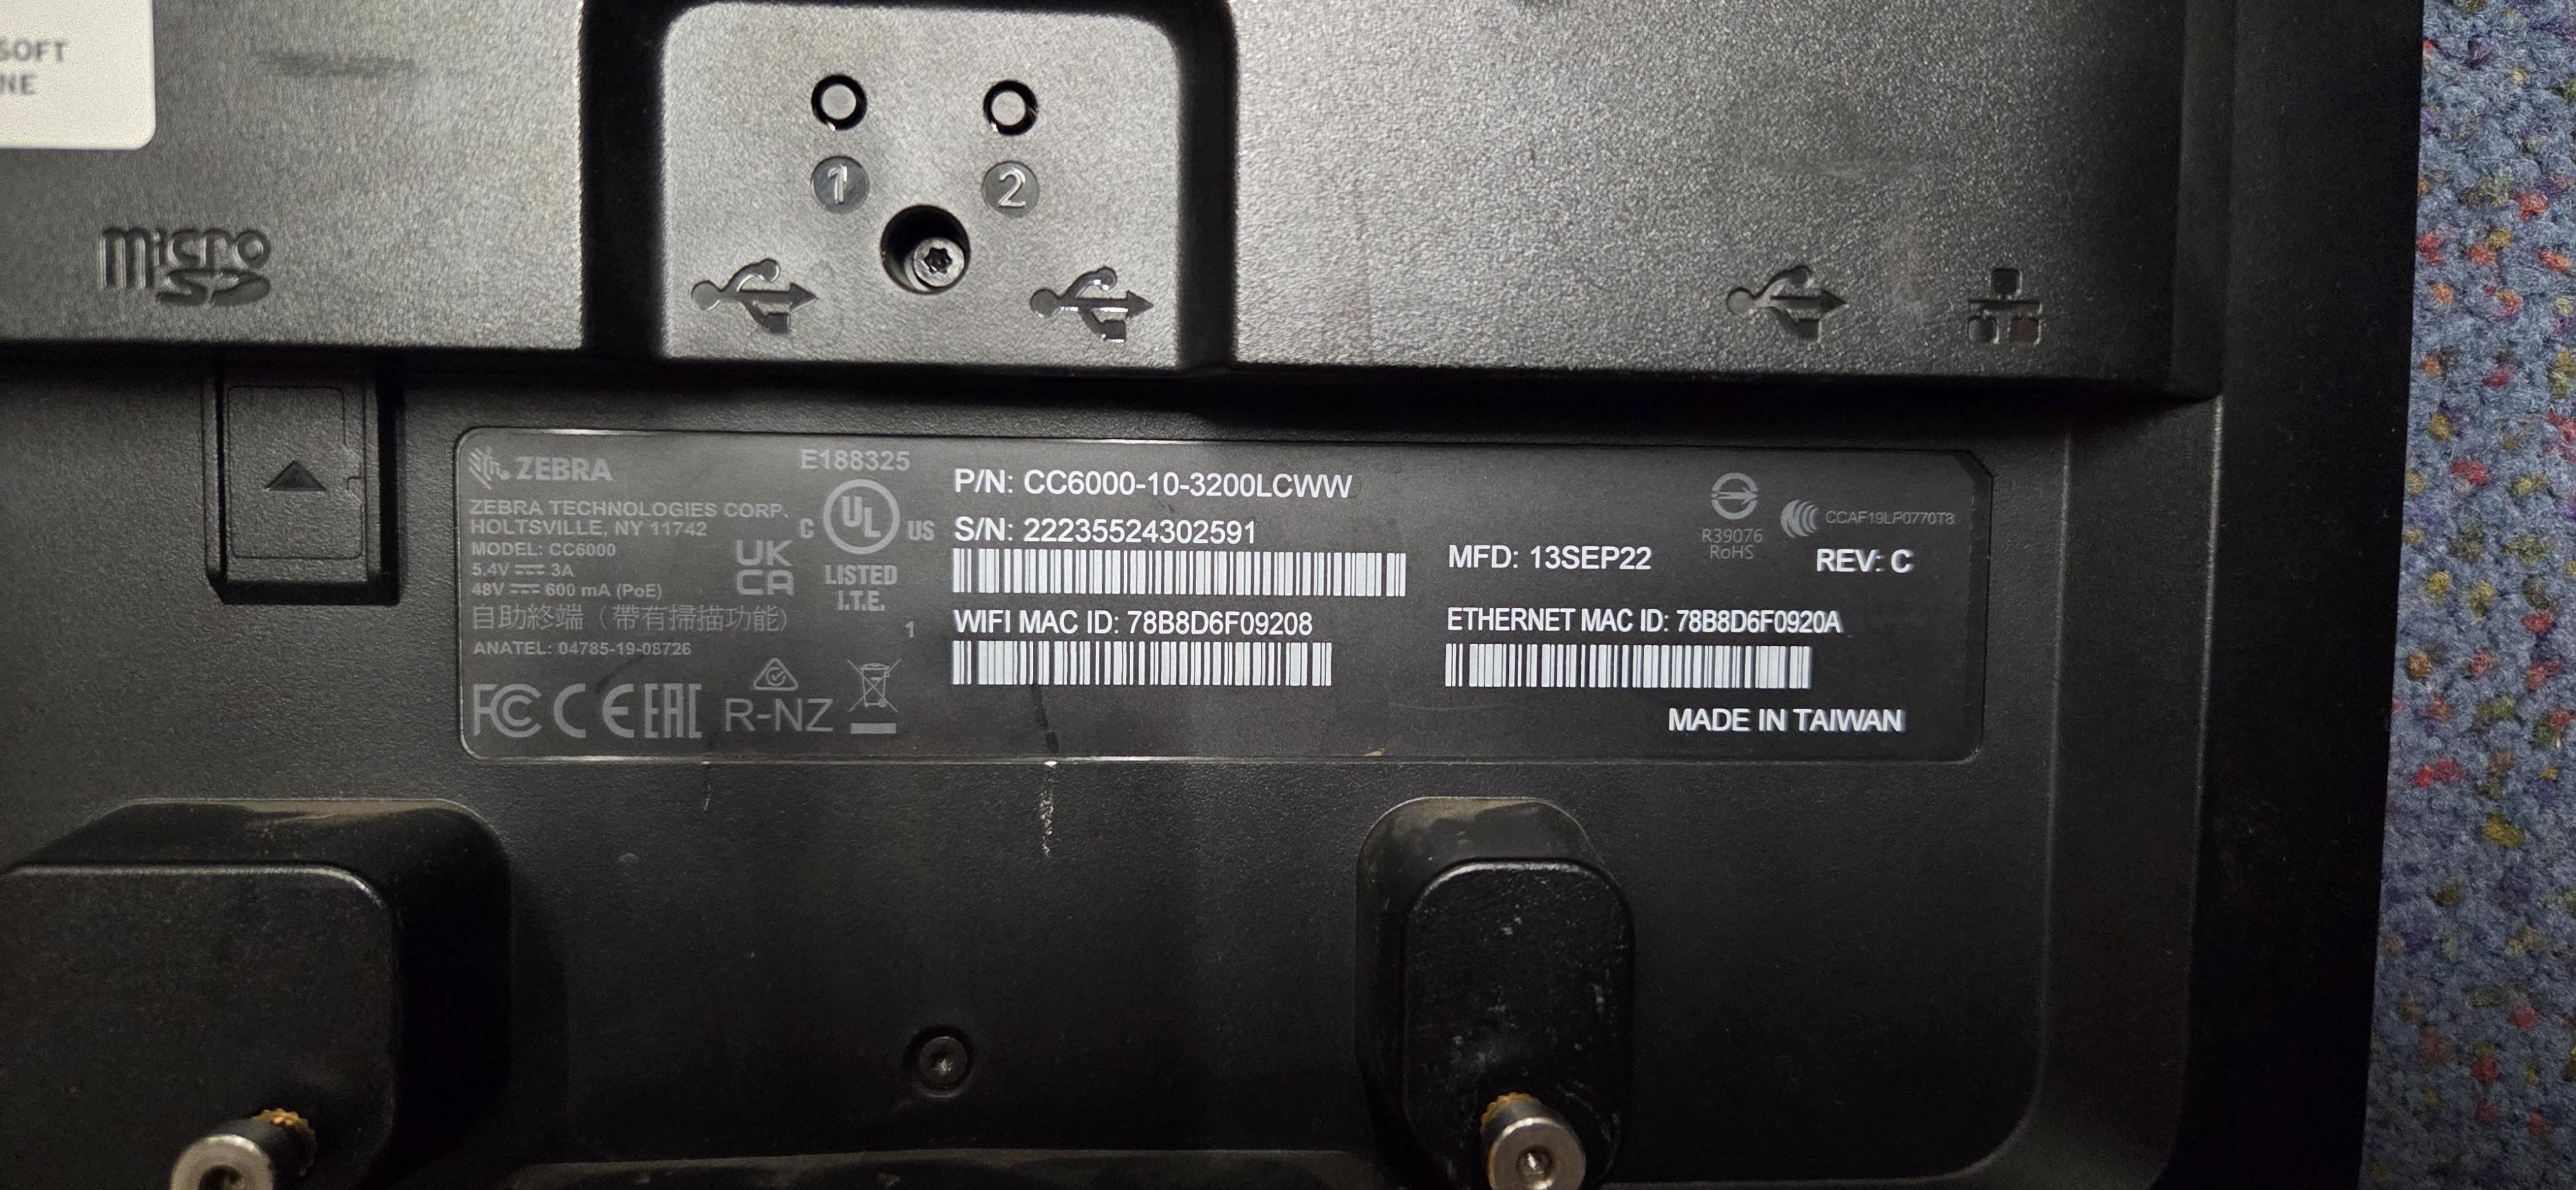 SOFT
NE
1 2
micro
SD
ZEBRA
ZEBRA TECHNOLOGIES CORP.
HOLTSVILLE, NY 11742
MODEL: CC6000
5.4V ⎓ 3A
48V ⎓ 600 mA (PoE)
自助終端（帶有掃描功能）
ANATEL: 04785-19-08726
FC CE EAC R-NZ
UK
CA
E188325
C UL US
LISTED
I.T.E.
1
P/N: CC6000-10-3200LCWW
S/N: 22235524302591
WIFI MAC ID: 78B8D6F09208
MFD: 13SEP22
R39076
RoHS
CCAF19LP0770T8
REV: C
ETHERNET MAC ID: 78B8D6F0920A
MADE IN TAIWAN